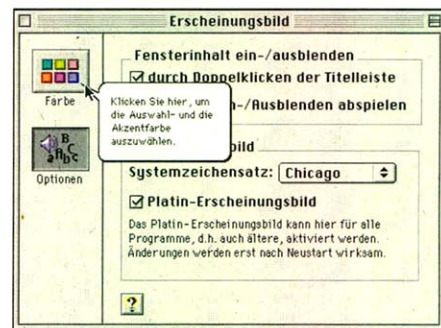 Erscheinungsbild
Farbe
Klicken Sie hier, um
die Auswahl- und die
Akzentfarbe
auszuwählen.
B
aAbc
Optionen
Fensterinhalt ein-/ausblenden
durch Doppelklicken der Titelleiste
-/Ausblenden abspielen
bild
Systemzeichensatz: Chicago
Platin-Erscheinungsbild
Das Platin-Erscheinungsbild kann hier für alle
Programme, d.h. auch ältere, aktiviert werden.
Änderungen werden erst nach Neustart wirksam.
?